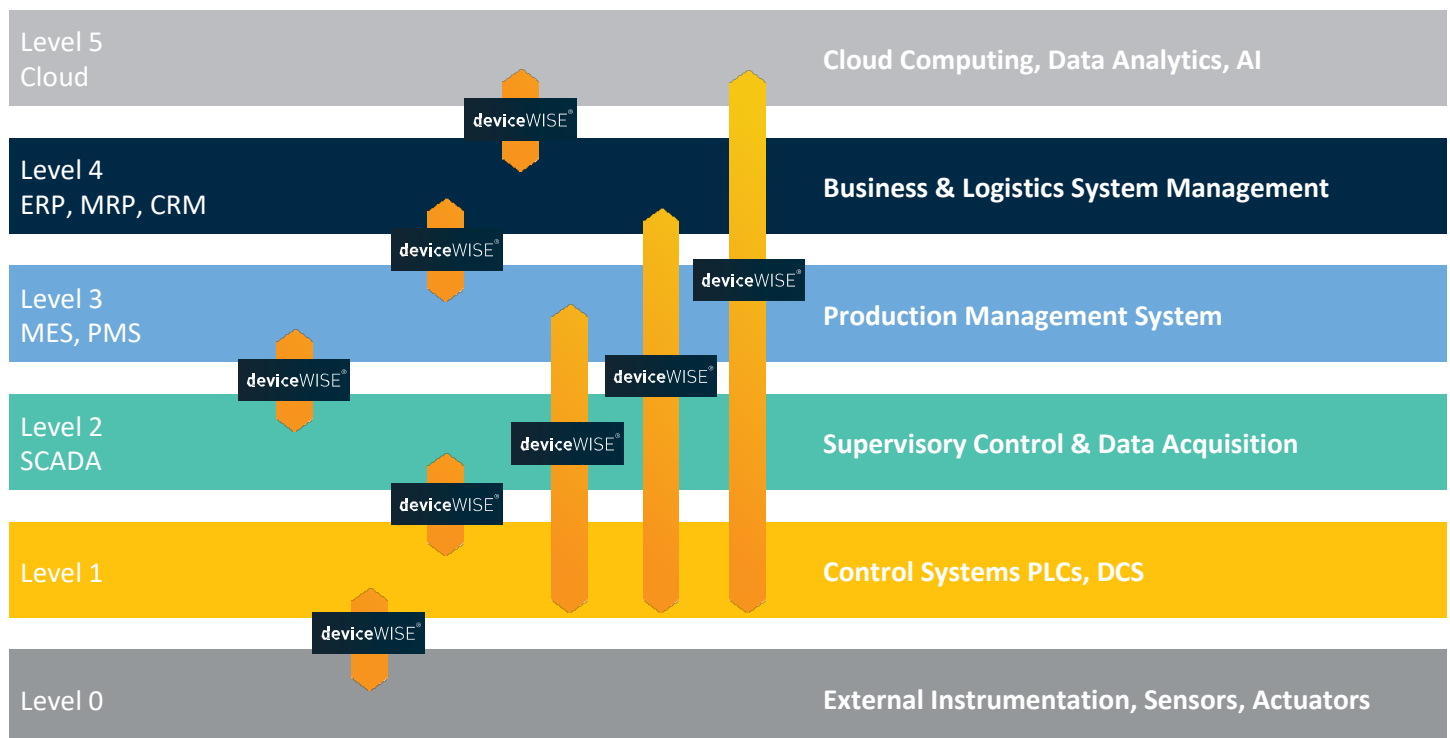 Level 5
Cloud
Cloud Computing, Data Analytics, AI
deviceWISE®
Level 4
ERP, MRP, CRM
Business & Logistics System Management
deviceWISE®
deviceWISE®
Level 3
MES, PMS
Production Management System
deviceWISE®
deviceWISE®
Level 2
SCADA
Supervisory Control & Data Acquisition
deviceWISE®
deviceWISE®
Level 1
Control Systems PLCs, DCS
deviceWISE®
Level 0
External Instrumentation, Sensors, Actuators